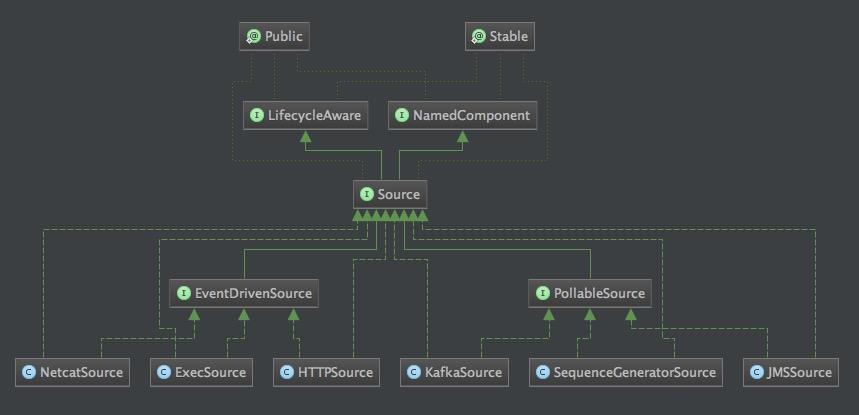 @ Public
@ Stable
I LifecycleAware
I NamedComponent
I Source
I EventDrivenSource
I PollableSource
C NetcatSource
C ExecSource
C HTTPSource
C KafkaSource
C SequenceGeneratorSource
C JMSSource